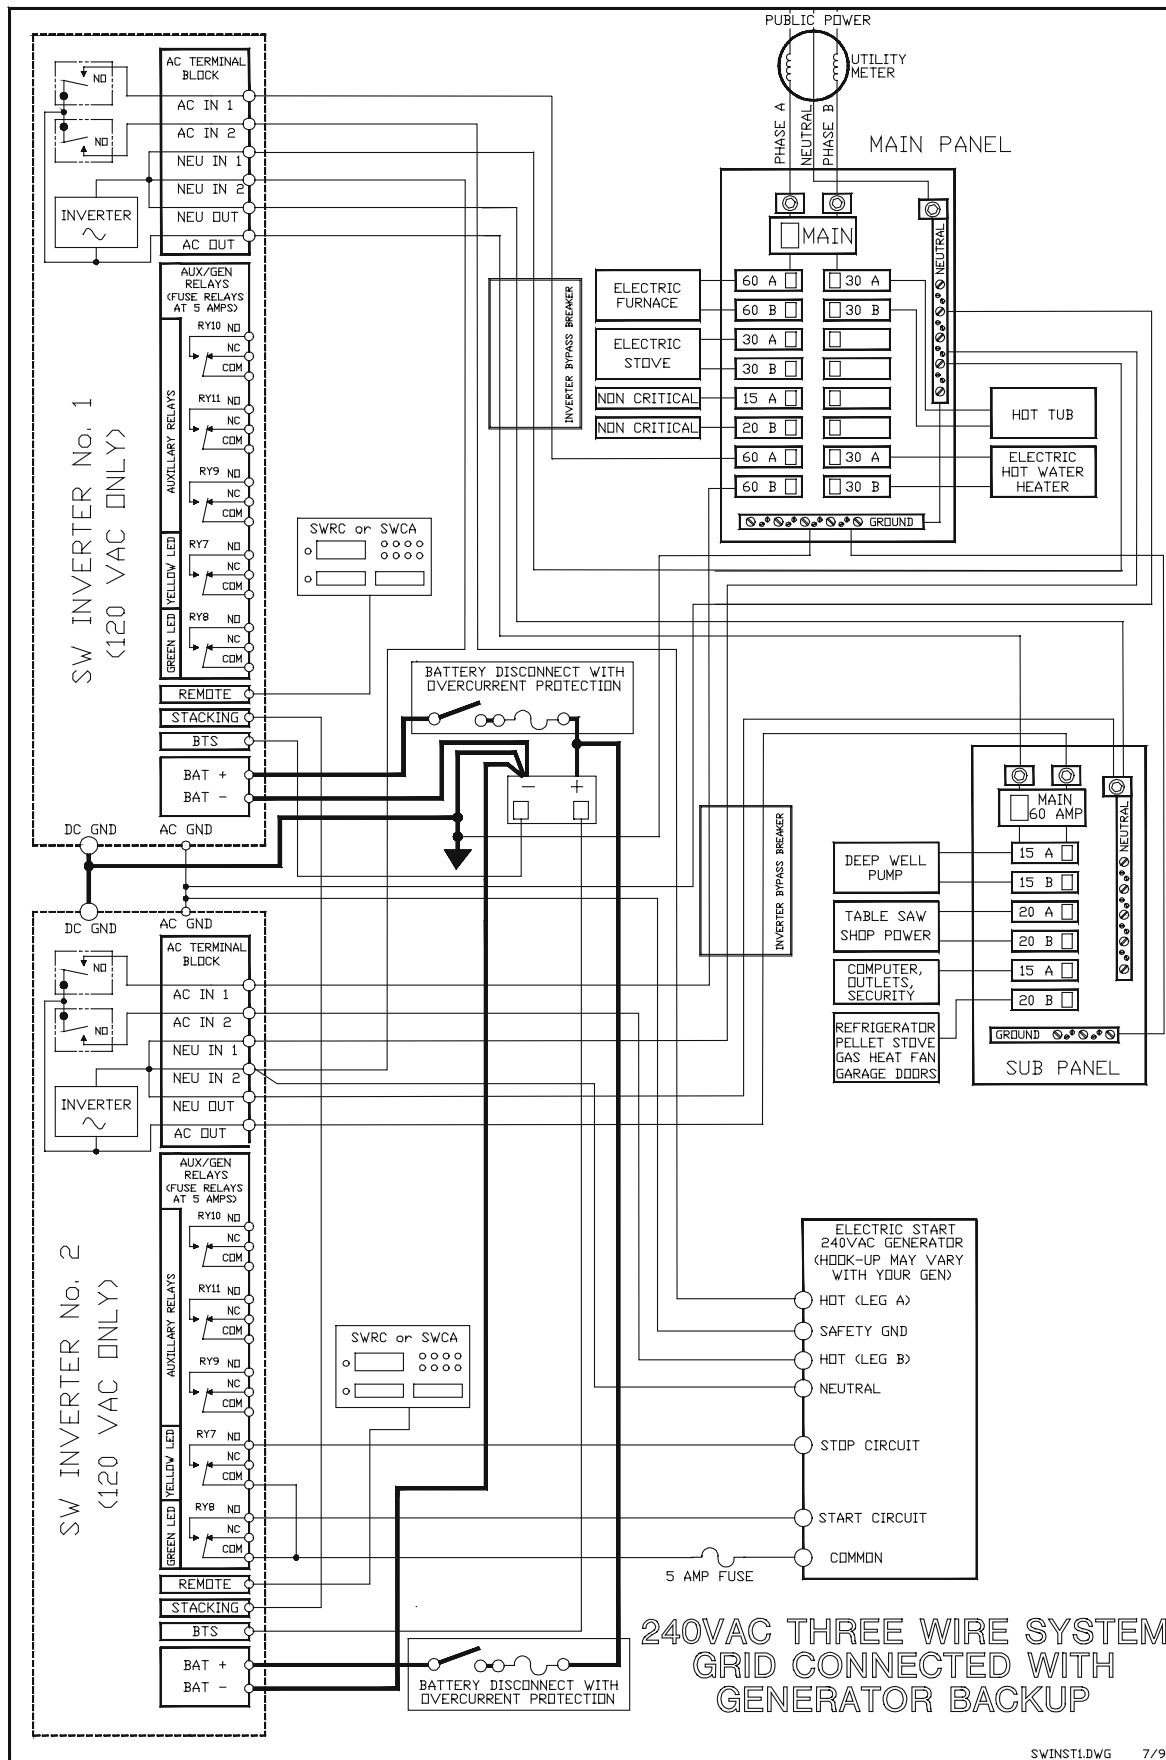 PUBLIC POWER
UTILITY
METER
PHASE A
NEUTRAL
PHASE B
MAIN PANEL
MAIN
NEUTRAL
60 A
30 A
60 B
30 B
30 A
30 B
15 A
20 B
60 A
30 A
60 B
30 B
GROUND
ELECTRIC
FURNACE
ELECTRIC
STOVE
NON CRITICAL
NON CRITICAL
HOT TUB
ELECTRIC
HOT WATER
HEATER
INVERTER BYPASS BREAKER
SW INVERTER No. 1
(120 VAC ONLY)
NO
NO
INVERTER
AC TERMINAL
BLOCK
AC IN 1
AC IN 2
NEU IN 1
NEU IN 2
NEU OUT
AC OUT
AUX/GEN
RELAYS
(FUSE RELAYS
AT 5 AMPS)
AUXILLARY RELAYS
YELLOW LED
GREEN LED
RY10 NO
NC
COM
RY11 NO
NC
COM
RY9 NO
NC
COM
RY7 NO
NC
COM
RY8 NO
NC
COM
REMOTE
STACKING
BTS
BAT +
BAT -
DC GND
AC GND
SWRC or SWCA
BATTERY DISCONNECT WITH
OVERCURRENT PROTECTION
- +
INVERTER BYPASS BREAKER
MAIN
60 AMP
NEUTRAL
15 A
15 B
20 A
20 B
15 A
20 B
GROUND
SUB PANEL
DEEP WELL
PUMP
TABLE SAW
SHOP POWER
COMPUTER,
OUTLETS,
SECURITY
REFRIGERATOR
PELLET STOVE
GAS HEAT FAN
GARAGE DOORS
DC GND
AC GND
SW INVERTER No. 2
(120 VAC ONLY)
NO
NO
INVERTER
AC TERMINAL
BLOCK
AC IN 1
AC IN 2
NEU IN 1
NEU IN 2
NEU OUT
AC OUT
AUX/GEN
RELAYS
(FUSE RELAYS
AT 5 AMPS)
AUXILLARY RELAYS
YELLOW LED
GREEN LED
RY10 NO
NC
COM
RY11 NO
NC
COM
RY9 NO
NC
COM
RY7 NO
NC
COM
RY8 NO
NC
COM
REMOTE
STACKING
BTS
BAT +
BAT -
SWRC or SWCA
ELECTRIC START
240VAC GENERATOR
(HOOK-UP MAY VARY
WITH YOUR GEN)
HOT (LEG A)
SAFETY GND
HOT (LEG B)
NEUTRAL
STOP CIRCUIT
START CIRCUIT
COMMON
5 AMP FUSE
BATTERY DISCONNECT WITH
OVERCURRENT PROTECTION
240VAC THREE WIRE SYSTEM
GRID CONNECTED WITH
GENERATOR BACKUP
SWINST1.DWG 7/9